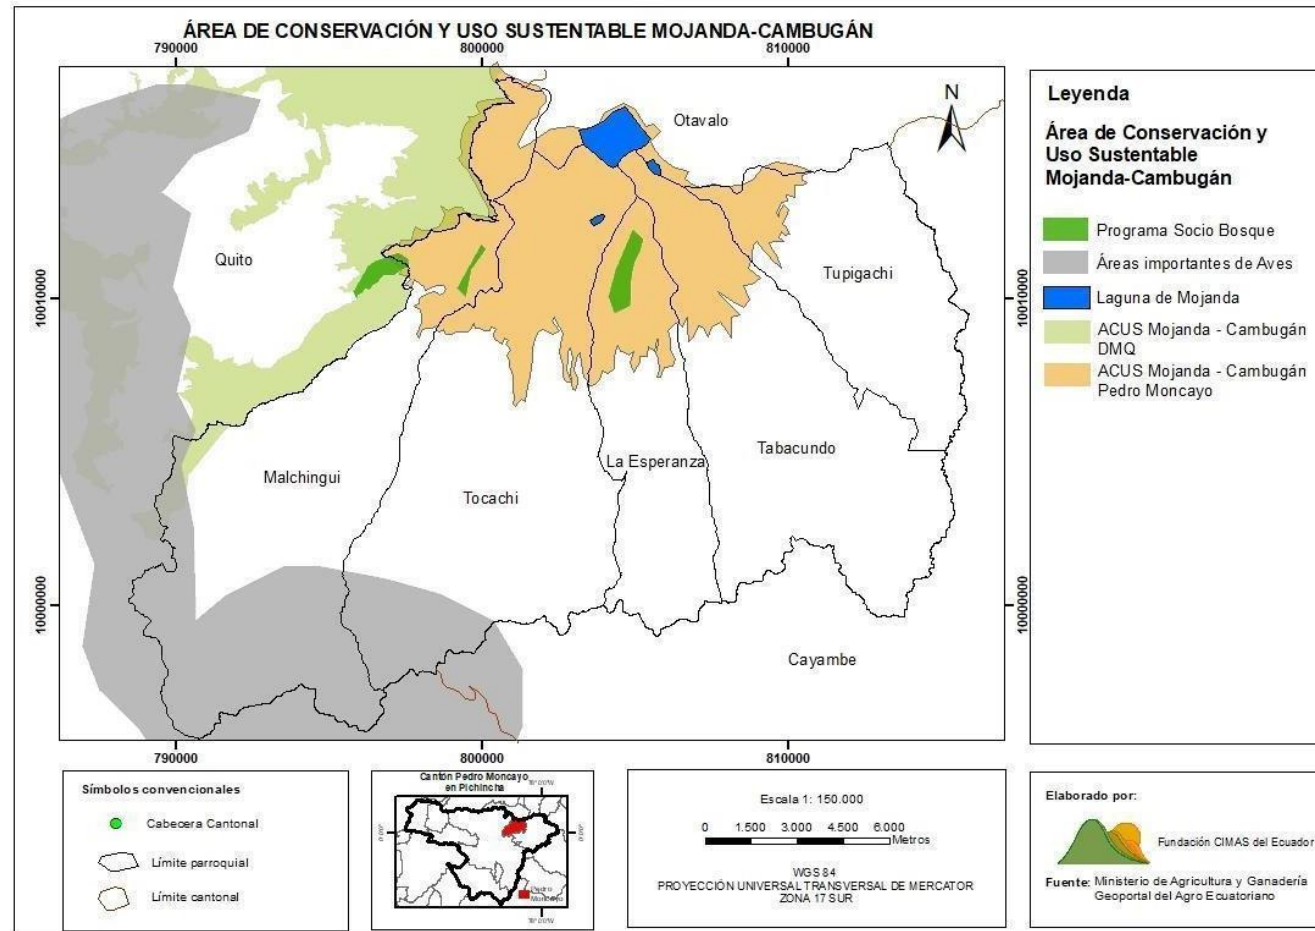 ÁREA DE CONSERVACIÓN Y USO SUSTENTABLE MOJANDA-CAMBUGÁN
790000
800000
810000
10010000
10010000
10000000
10000000
N
Otavalo
Quito
Tupigachi
Malchingui
Tocachi
La Esperanza
Tabacundo
Cayambe
790000
800000
810000
Leyenda
Área de Conservación y
Uso Sustentable
Mojanda-Cambugán
Programa Socio Bosque
Áreas importantes de Aves
Laguna de Mojanda
ACUS Mojanda - Cambugán
DMQ
ACUS Mojanda - Cambugán
Pedro Moncayo
Símbolos convencionales
Cabecera Cantonal
Límite parroquial
Límite cantonal
Cantón Pedro Moncayo
en Pichincha
Pedro
Moncayo
Escala 1: 150.000
0 1.500 3.000 4.500 6.000
Metros
WGS 84
PROYECCIÓN UNIVERSAL TRANSVERSAL DE MERCATOR
ZONA 17 SUR
Elaborado por:
Fundación CIMAS del Ecuador
Fuente: Ministerio de Agricultura y Ganadería
Geoportal del Agro Ecuatoriano